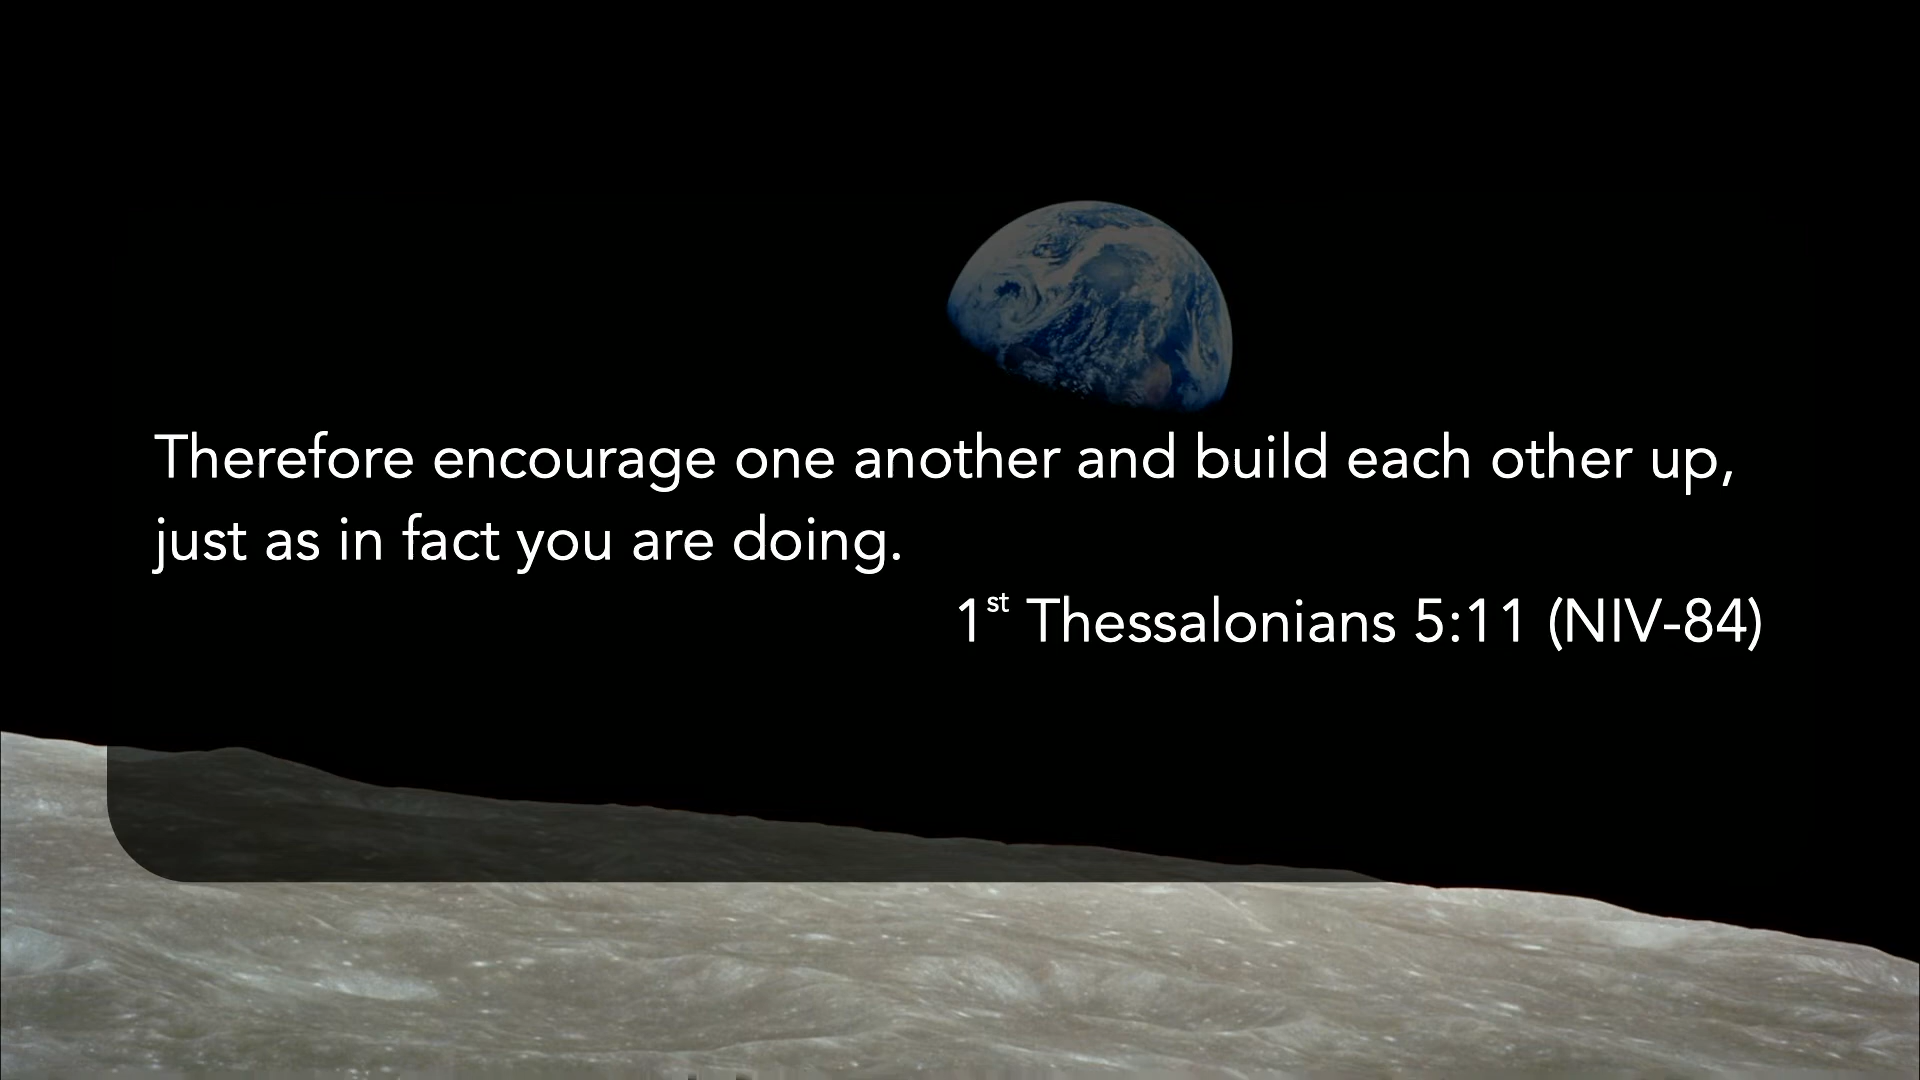 Therefore encourage one another and build each other up,
just as in fact you are doing.
1st Thessalonians 5:11 (NIV-84)